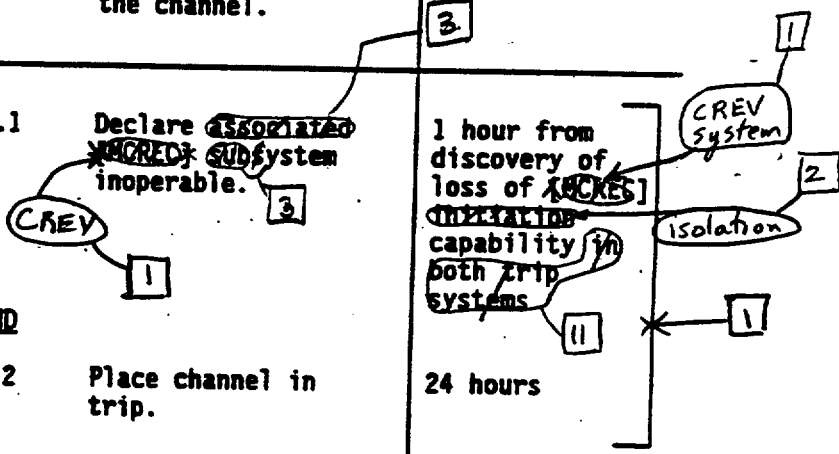 the channel.
3
1
.1 Declare associated
[MCREC] subsystem
inoperable.
3
CREV
1
1 hour from
discovery of
loss of [MCREC]
initiation
capability in
both trip
systems
CREV
system
2
isolation
11
1
ND
2 Place channel in
trip.
24 hours